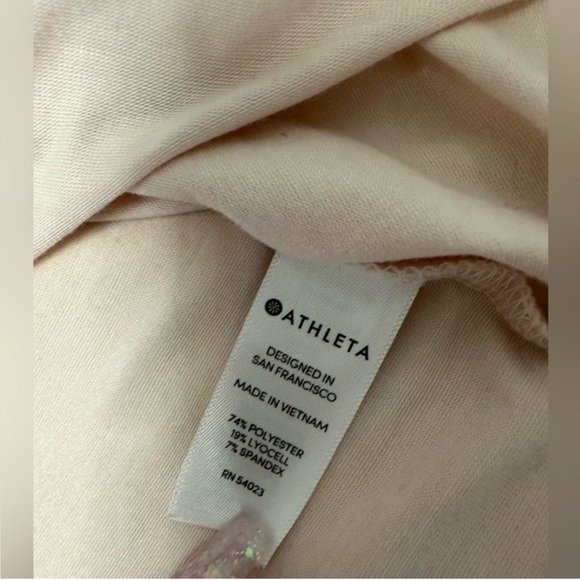 ATHLETA
DESIGNED IN
SAN FRANCISCO
MADE IN VIETNAM
74% POLYESTER
19% LYOCELL
7% SPANDEX
RN 54023